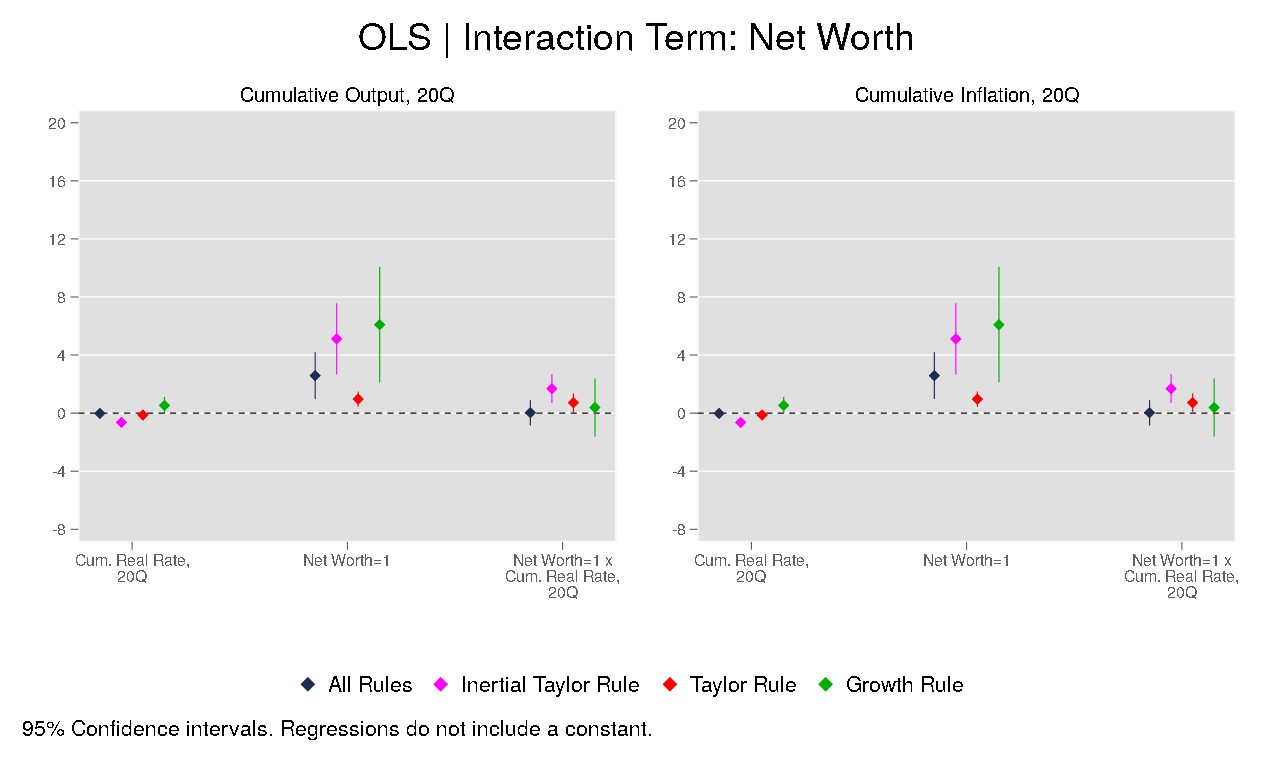 OLS | Interaction Term: Net Worth
Cumulative Output, 20Q
20
16
12
8
4
0
-4
-8
Cum. Real Rate,
20Q
Net Worth=1
Net Worth=1 x
Cum. Real Rate,
20Q
Cumulative Inflation, 20Q
20
16
12
8
4
0
-4
-8
Cum. Real Rate,
20Q
Net Worth=1
Net Worth=1 x
Cum. Real Rate,
20Q
All Rules Inertial Taylor Rule Taylor Rule Growth Rule
95% Confidence intervals. Regressions do not include a constant.